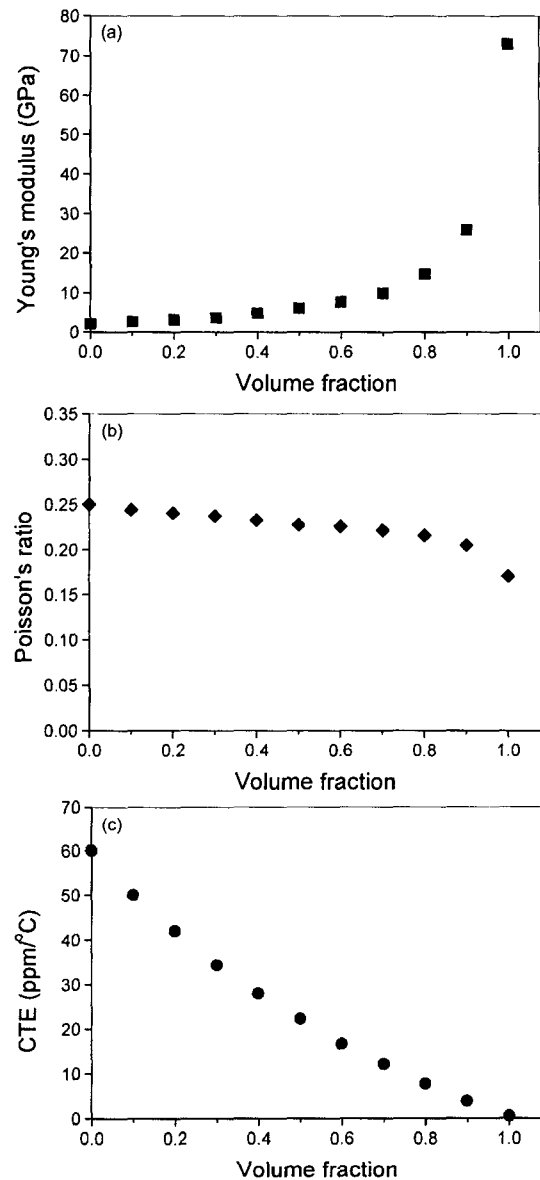 (a)
Young's modulus (GPa)
80
70
60
50
40
30
20
10
0
0.0 0.2 0.4 0.6 0.8 1.0
Volume fraction
(b)
Poisson's ratio
0.35
0.30
0.25
0.20
0.15
0.10
0.05
0.00
0.0 0.2 0.4 0.6 0.8 1.0
Volume fraction
(c)
CTE (ppm/°C)
70
60
50
40
30
20
10
0
0.0 0.2 0.4 0.6 0.8 1.0
Volume fraction